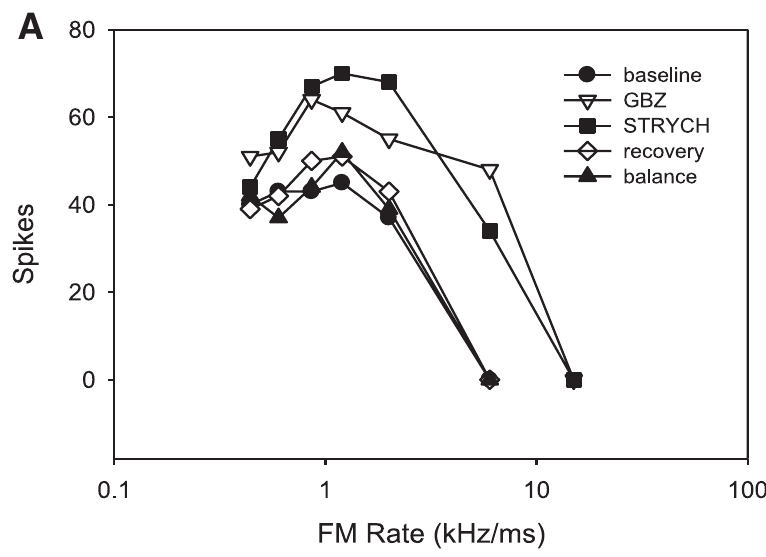 A
80
60
40
20
0
Spikes
baseline
GBZ
STRYCH
recovery
balance
0.1 1 10 100
FM Rate (kHz/ms)